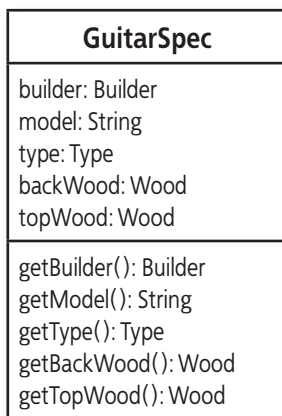 GuitarSpec
builder: Builder
model: String
type: Type
backWood: Wood
topWood: Wood
getBuilder(): Builder
getModel(): String
getType(): Type
getBackWood(): Wood
getTopWood(): Wood